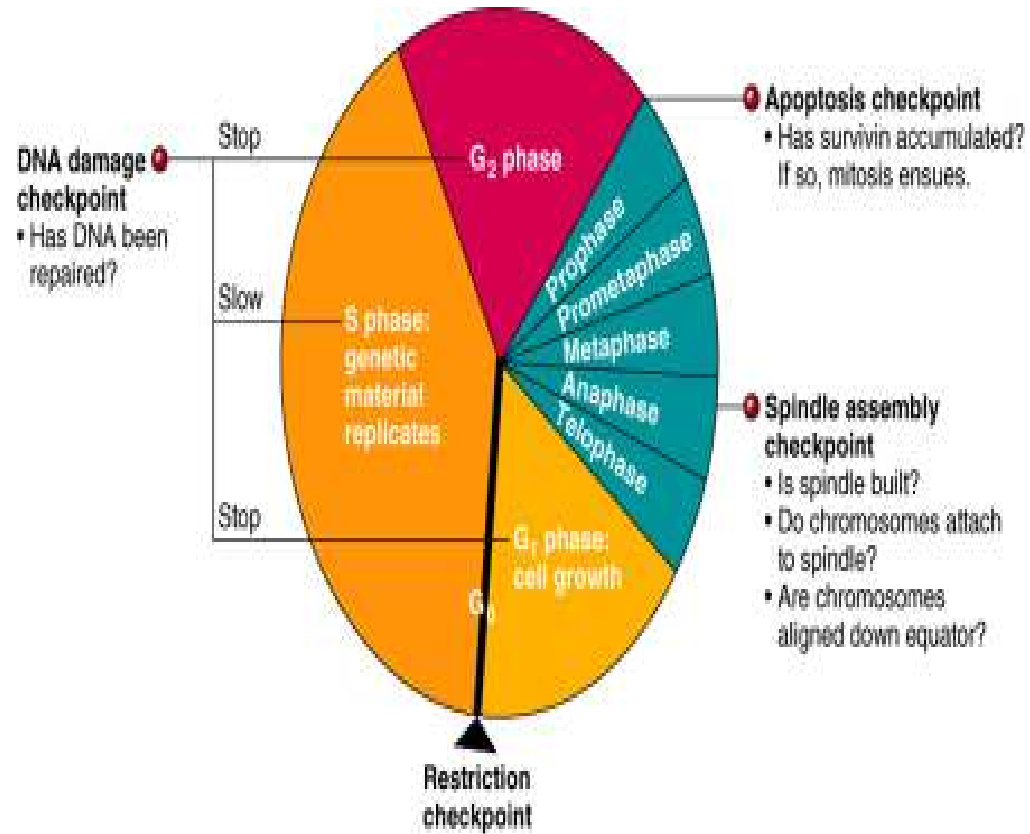 Stop
DNA damage
checkpoint
• Has DNA been
repaired?
Slow
Stop
G₂ phase
S phase:
genetic
material
replicates
G₁ phase:
cell growth
G₀
Prophase
Prometaphase
Metaphase
Anaphase
Telophase
Apoptosis checkpoint
• Has survivin accumulated?
If so, mitosis ensues.
Spindle assembly
checkpoint
• Is spindle built?
• Do chromosomes attach
to spindle?
• Are chromosomes
aligned down equator?
Restriction
checkpoint